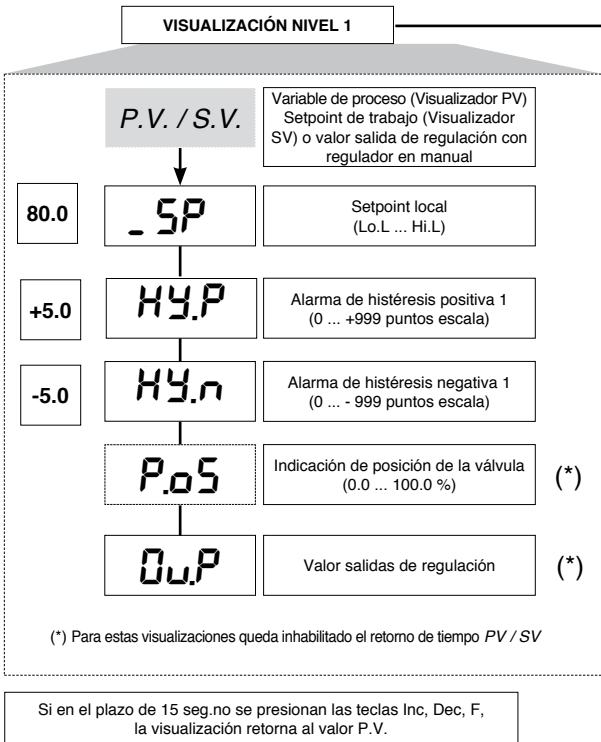 VISUALIZACIÓN NIVEL 1
P.V. / S.V.
Variable de proceso (Visualizador PV)
Setpoint de trabajo (Visualizador
SV) o valor salida de regulación con
regulador en manual
80.0
_SP
Setpoint local
(Lo.L ... Hi.L)
+5.0
HY.P
Alarma de histéresis positiva 1
(0 ... +999 puntos escala)
-5.0
HY.n
Alarma de histéresis negativa 1
(0 ... - 999 puntos escala)
P.oS
Indicación de posición de la válvula
(0.0 ... 100.0 %)
(*)
Ou.P
Valor salidas de regulación
(*)
(*) Para estas visualizaciones queda inhabilitado el retorno de tiempo PV / SV
Si en el plazo de 15 seg.no se presionan las teclas Inc, Dec, F,
la visualización retorna al valor P.V.